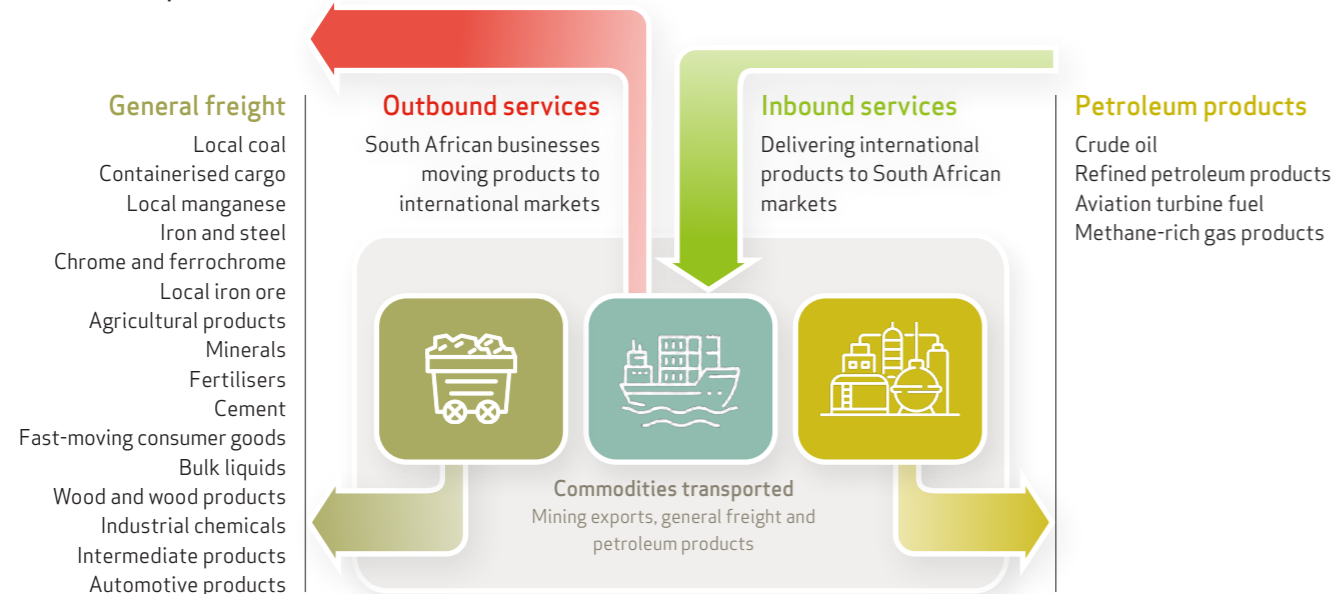 General freight
Local coal
Containerised cargo
Local manganese
Iron and steel
Chrome and ferrochrome
Local iron ore
Agricultural products
Minerals
Fertilisers
Cement
Fast-moving consumer goods
Bulk liquids
Wood and wood products
Industrial chemicals
Intermediate products
Automotive products
Outbound services
South African businesses
moving products to
international markets
Inbound services
Delivering international
products to South African
markets
Petroleum products
Crude oil
Refined petroleum products
Aviation turbine fuel
Methane-rich gas products
Commodities transported
Mining exports, general freight and
petroleum products